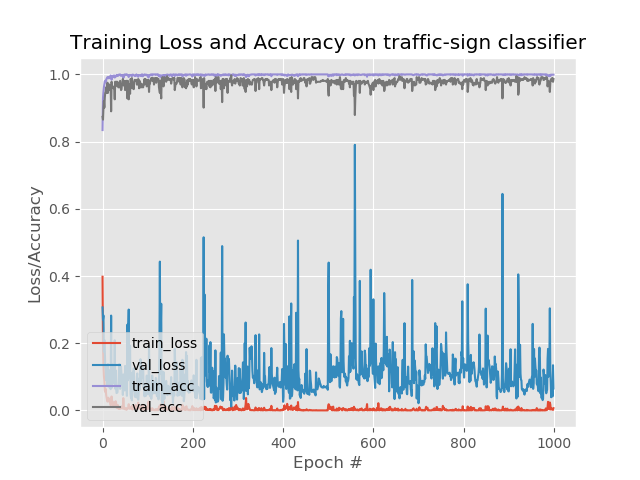 Training Loss and Accuracy on traffic-sign classifier
1.0
0.8
0.6
0.4
0.2
0.0
Loss/Accuracy
train_loss
val_loss
train_acc
val_acc
0
200
400
600
800
1000
Epoch #